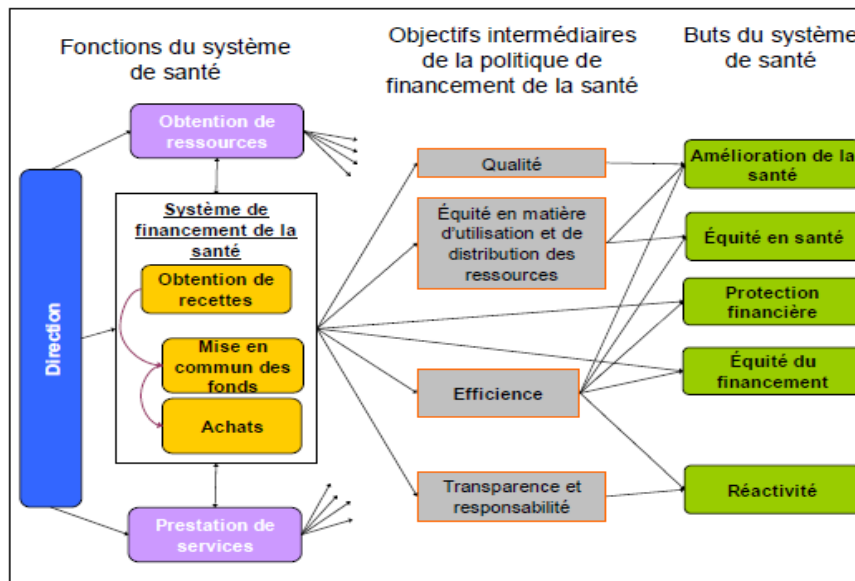 Fonctions du système
de santé
Objectifs intermédiaires
de la politique de
financement de la santé
Buts du système
de santé
Obtention de
ressources
Direction
Système de
financement de la
santé
Obtention de
recettes
Mise en
commun des
fonds
Achats
Prestation de
services
Qualité
Équité en matière
d'utilisation et de
distribution des
ressources
Efficience
Transparence et
responsabilité
Amélioration de la
santé
Équité en santé
Protection
financière
Équité du
financement
Réactivité